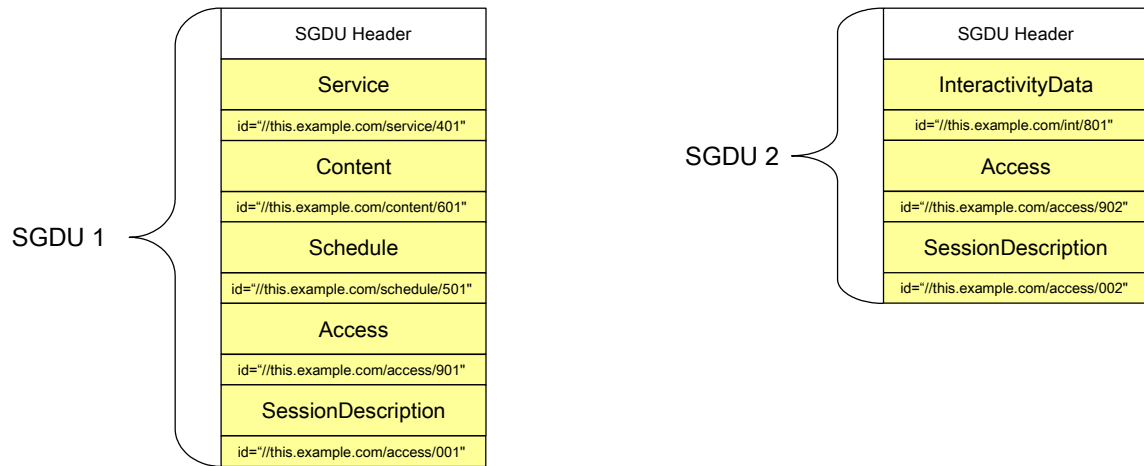 SGDU 1
SGDU Header
Service
id=“//this.example.com/service/401"
Content
id=“//this.example.com/content/601"
Schedule
id=“//this.example.com/schedule/501"
Access
id=“//this.example.com/access/901"
SessionDescription
id=“//this.example.com/access/001"
SGDU 2
SGDU Header
InteractivityData
id=“//this.example.com/int/801"
Access
id=“//this.example.com/access/902"
SessionDescription
id=“//this.example.com/access/002"